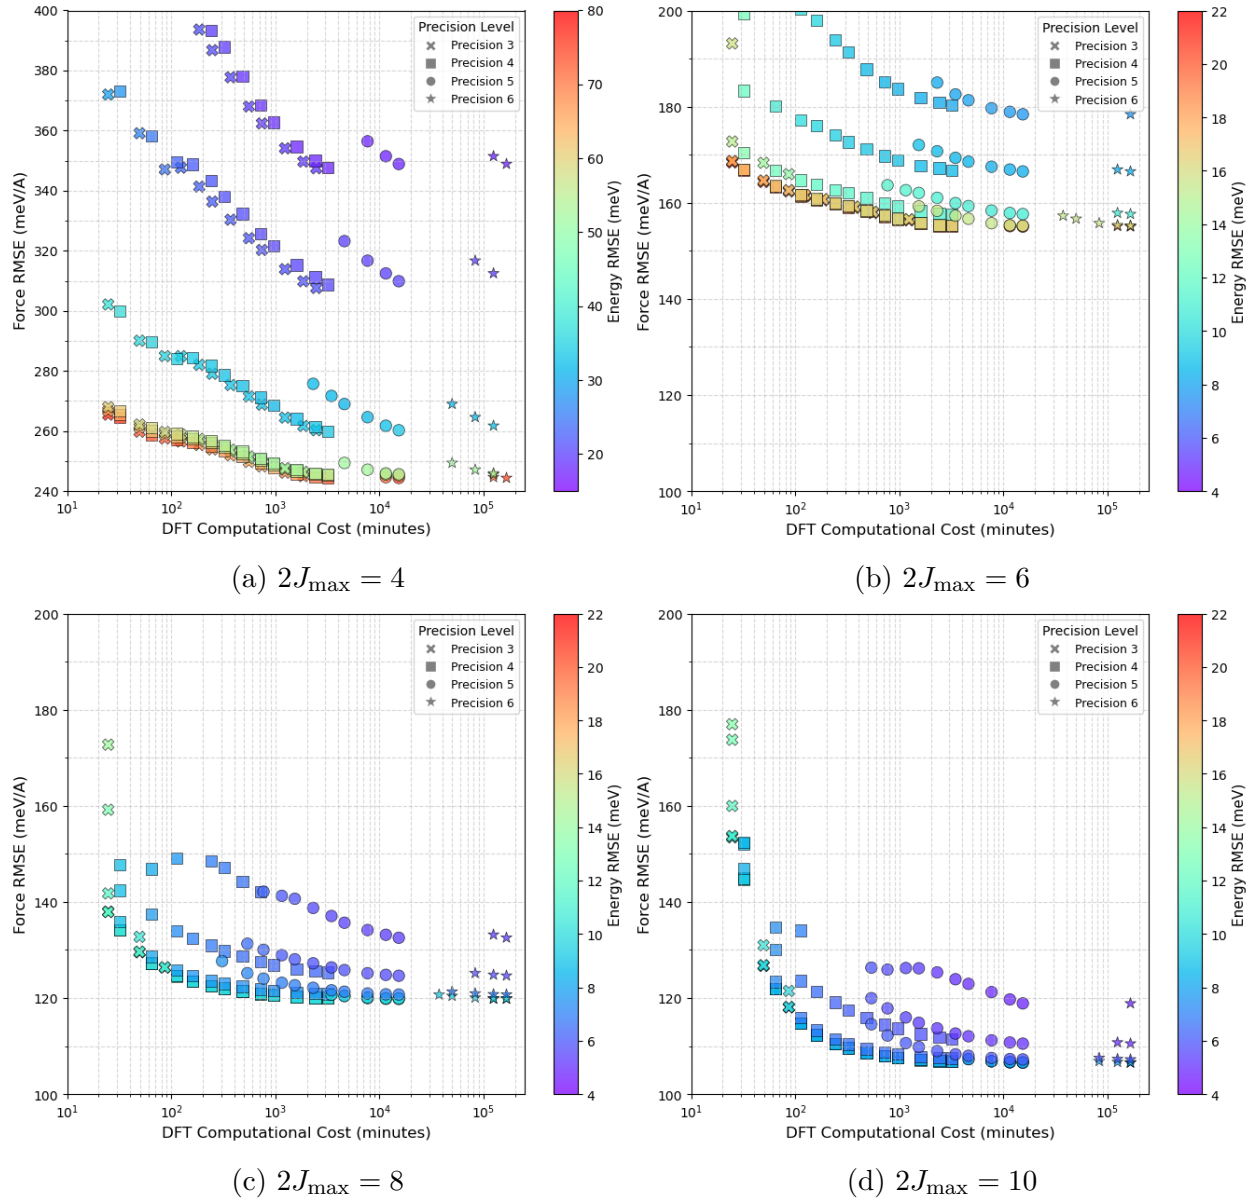 400
380
360
340
320
300
280
260
240
Force RMSE (meV/A)
10^1
10^2
10^3
10^4
10^5
DFT Computational Cost (minutes)
Precision Level
Precision 3
Precision 4
Precision 5
Precision 6
80
70
60
50
40
30
20
Energy RMSE (meV)
(a) 2J_max = 4
200
180
160
140
120
100
Force RMSE (meV/A)
10^1
10^2
10^3
10^4
10^5
DFT Computational Cost (minutes)
Precision Level
Precision 3
Precision 4
Precision 5
Precision 6
22
20
18
16
14
12
10
8
6
4
Energy RMSE (meV)
(b) 2J_max = 6
200
180
160
140
120
100
Force RMSE (meV/A)
10^1
10^2
10^3
10^4
10^5
DFT Computational Cost (minutes)
Precision Level
Precision 3
Precision 4
Precision 5
Precision 6
22
20
18
16
14
12
10
8
6
4
Energy RMSE (meV)
(c) 2J_max = 8
200
180
160
140
120
100
Force RMSE (meV/A)
10^1
10^2
10^3
10^4
10^5
DFT Computational Cost (minutes)
Precision Level
Precision 3
Precision 4
Precision 5
Precision 6
22
20
18
16
14
12
10
8
6
4
Energy RMSE (meV)
(d) 2J_max = 10